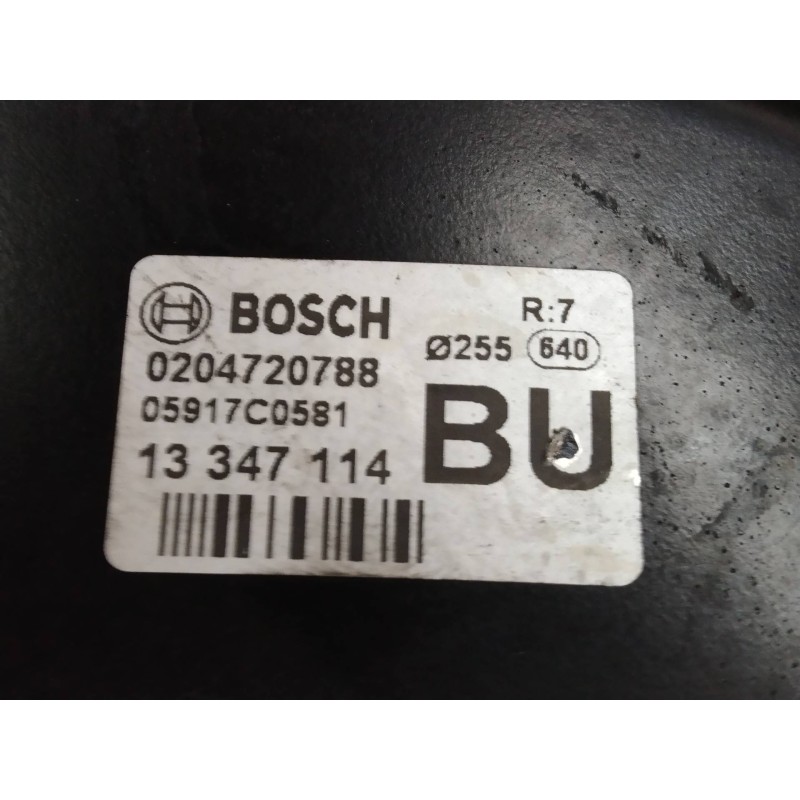 BOSCH R:7
0204720788 Ø255 640
05917C0581 BU
13 347 114